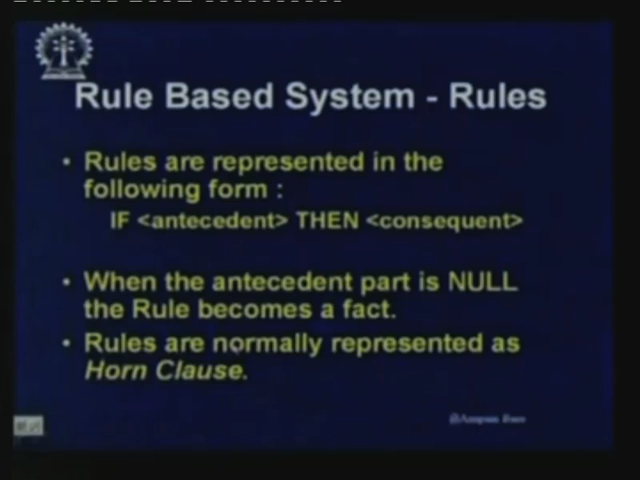 Rule Based System - Rules
• Rules are represented in the
following form :
IF <antecedent> THEN <consequent>
• When the antecedent part is NULL
the Rule becomes a fact.
• Rules are normally represented as
Horn Clause.